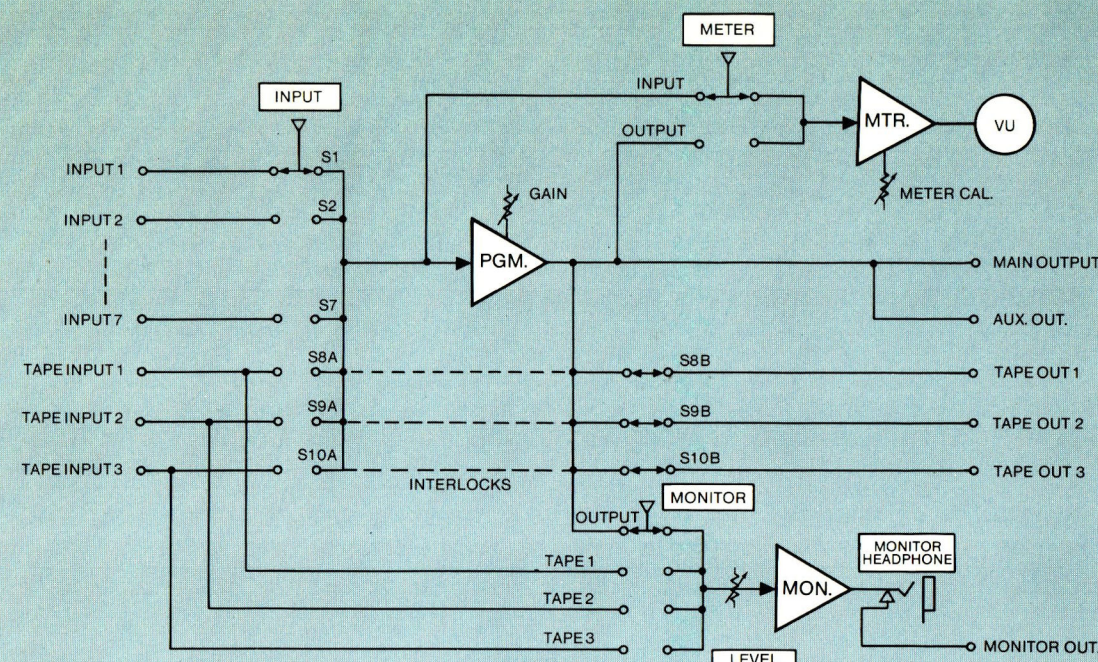 METER
INPUT
INPUT
OUTPUT
MTR.
VU
METER CAL.
INPUT 1
S1
INPUT 2
S2
GAIN
PGM.
MAIN OUTPUT
INPUT 7
S7
AUX. OUT.
TAPE INPUT 1
S8A
S8B
TAPE OUT 1
TAPE INPUT 2
S9A
S9B
TAPE OUT 2
TAPE INPUT 3
S10A
S10B
TAPE OUT 3
INTERLOCKS
MONITOR
OUTPUT
TAPE 1
MONITOR
HEADPHONE
MON.
TAPE 2
TAPE 3
MONITOR OUT.
LEVEL